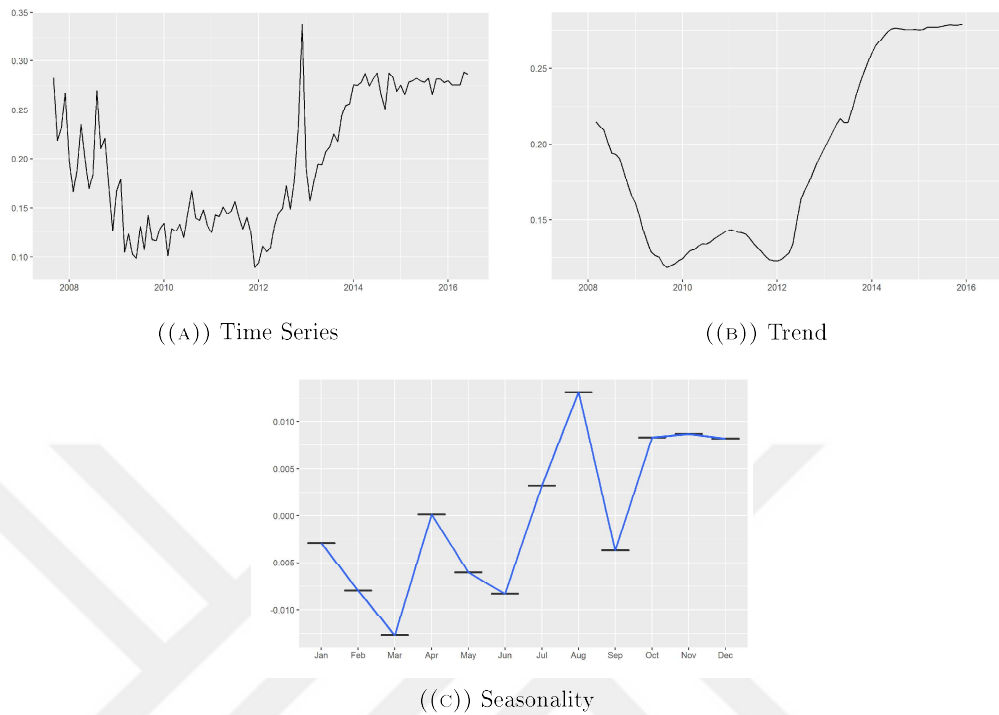 0.35
0.30
0.25
0.20
0.15
0.10
2008 2010 2012 2014 2016
((A)) Time Series
0.25
0.20
0.15
2008 2010 2012 2014 2016
((B)) Trend
0.010
0.005
0.000
0.005
-0.010
Jan Feb Mar Apr May Jun Jul Aug Sep Oct Nov Dec
((C)) Seasonality